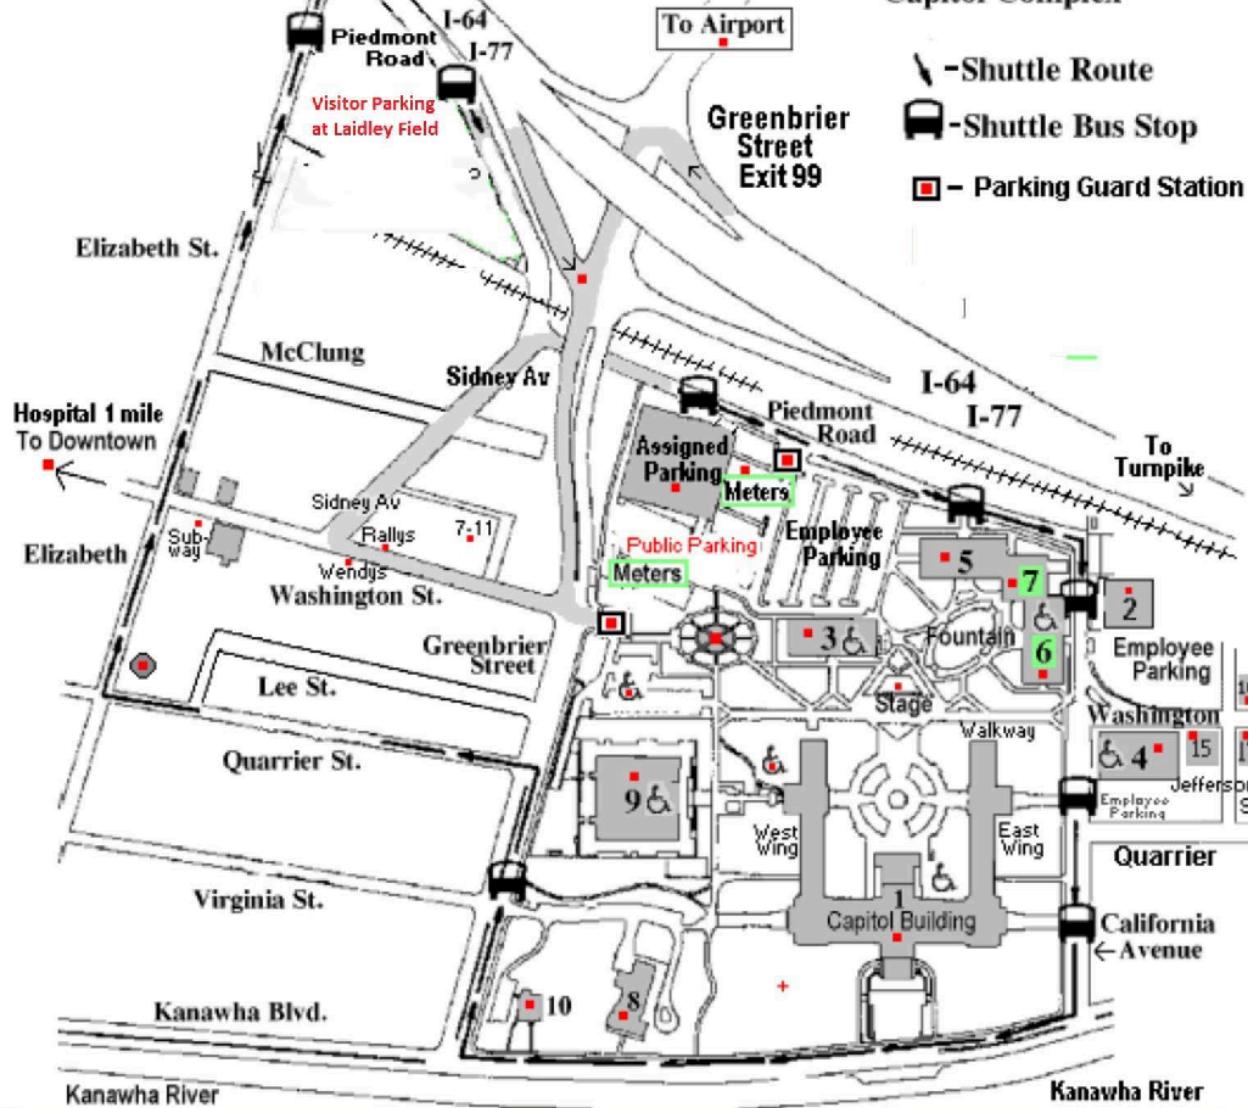 I-64
I-77
To Airport
Piedmont
Road
Visitor Parking
at Laidley Field
Greenbrier
Street
Exit 99
-Shuttle Route
-Shuttle Bus Stop
- Parking Guard Station
Elizabeth St.
McClung
Sidney Av
I-64
I-77
Hospital 1 mile
To Downtown
Piedmont
Road
To
Turnpike
Assigned
Parking
Meters
Sidney Av
Sub-
way
Rallys
7-11
Wendys
Elizabeth
Washington St.
Public Parking
Meters
Employee
Parking
5
7
2
6
3
Fountain
Stage
Employee
Parking
Greenbrier
Street
Lee St.
Washington
Walkway
4
15
Quarrier St.
9
Employee
Parking
West
Wing
East
Wing
Quarrier
Virginia St.
1
Capitol Building
California
Avenue
10
8
Kanawha Blvd.
Kanawha River
Kanawha River